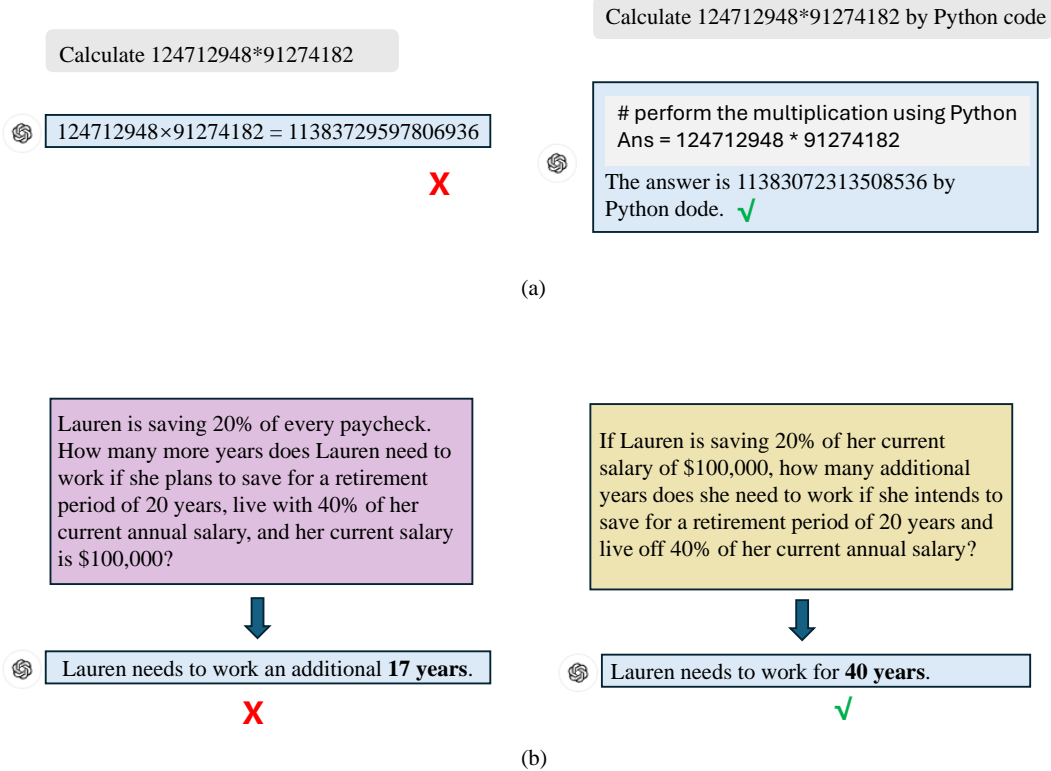 Calculate 124712948*91274182
124712948×91274182 = 11383729597806936
X
Calculate 124712948*91274182 by Python code
# perform the multiplication using Python
Ans = 124712948 * 91274182
The answer is 11383072313508536 by
Python dode. √
(a)
Lauren is saving 20% of every paycheck.
How many more years does Lauren need to
work if she plans to save for a retirement
period of 20 years, live with 40% of her
current annual salary, and her current salary
is $100,000?
Lauren needs to work an additional 17 years.
X
If Lauren is saving 20% of her current
salary of $100,000, how many additional
years does she need to work if she intends to
save for a retirement period of 20 years and
live off 40% of her current annual salary?
Lauren needs to work for 40 years.
√
(b)